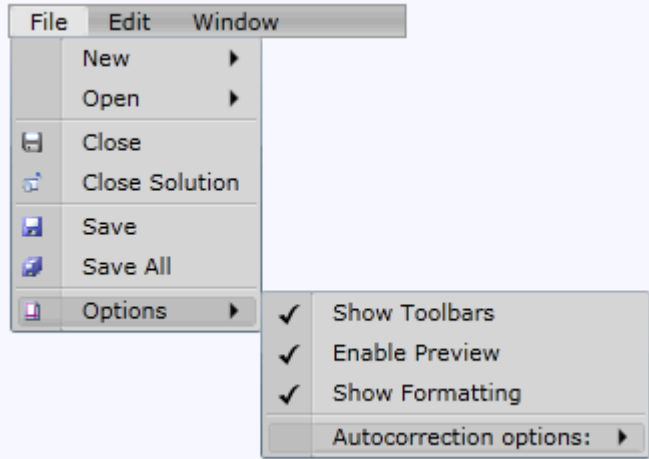 File Edit Window
New
Open
Close
Close Solution
Save
Save All
Options
Show Toolbars
Enable Preview
Show Formatting
Autocorrection options: